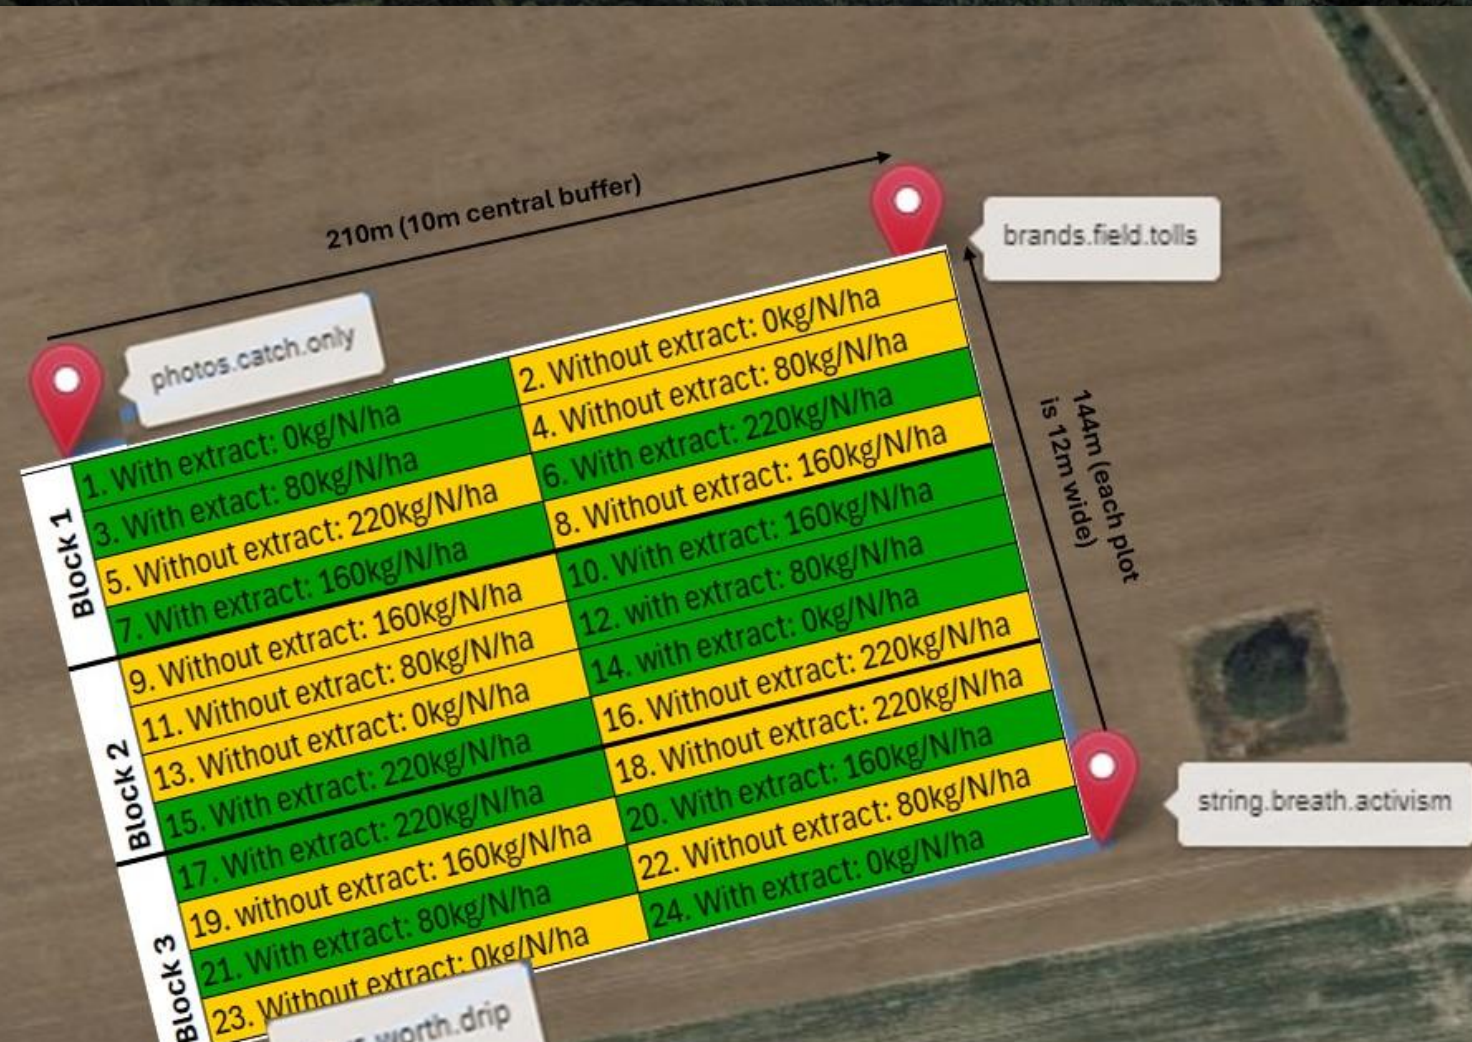 210m (10m central buffer)
brands.field.tolls
photos.catch.only
144m (each plot
is 12m wide)
Block 1
1. With extract: 0kg/N/ha
2. Without extract: 0kg/N/ha
3. With extact: 80kg/N/ha
4. Without extract: 80kg/N/ha
5. Without extract: 220kg/N/ha
6. With extract: 220kg/N/ha
7. With extract: 160kg/N/ha
8. Without extract: 160kg/N/ha
Block 2
9. Without extract: 160kg/N/ha
10. With extract: 160kg/N/ha
11. Without extract: 80kg/N/ha
12. with extract: 80kg/N/ha
13. Without extract: 0kg/N/ha
14. with extract: 0kg/N/ha
15. With extract: 220kg/N/ha
16. Without extract: 220kg/N/ha
Block 3
17. With extract: 220kg/N/ha
18. Without extract: 220kg/N/ha
19. without extract: 160kg/N/ha
20. With extract: 160kg/N/ha
21. With extract: 80kg/N/ha
22. Without extract: 80kg/N/ha
23. Without extract: 0kg/N/ha
24. With extract: 0kg/N/ha
string.breath.activism
worth.drip